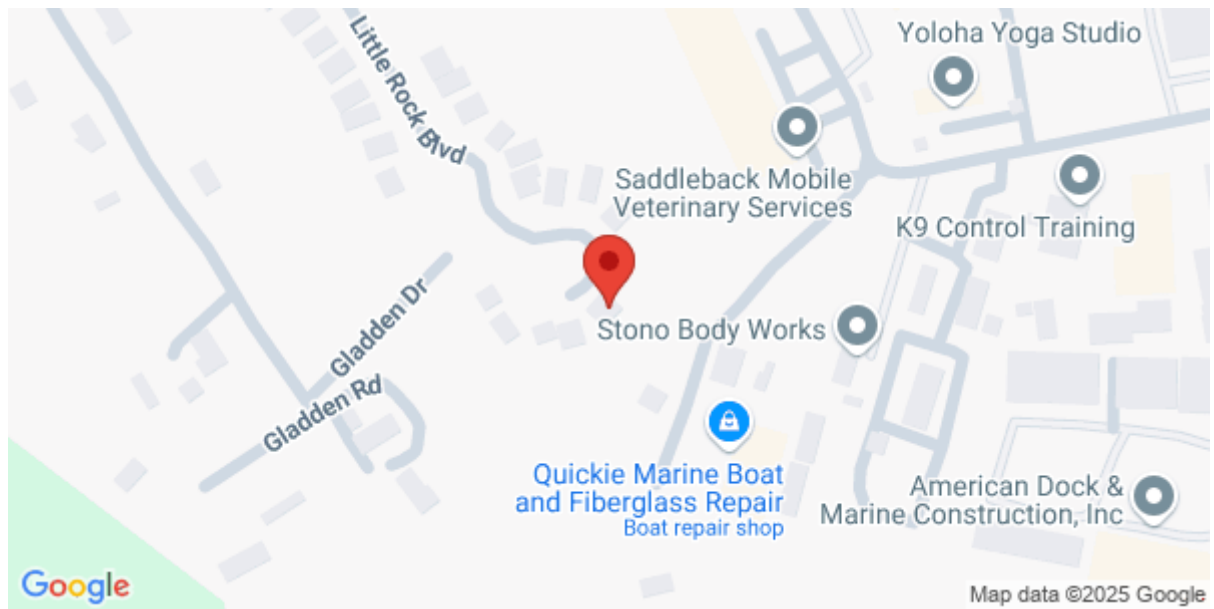 Yoloha Yoga Studio
Little Rock Blvd
Saddleback Mobile
Veterinary Services
K9 Control Training
Gladden Dr
Stono Body Works
Gladden Rd
Quickie Marine Boat
and Fiberglass Repair
Boat repair shop
American Dock &
Marine Construction, Inc
Google
Map data ©2025 Google